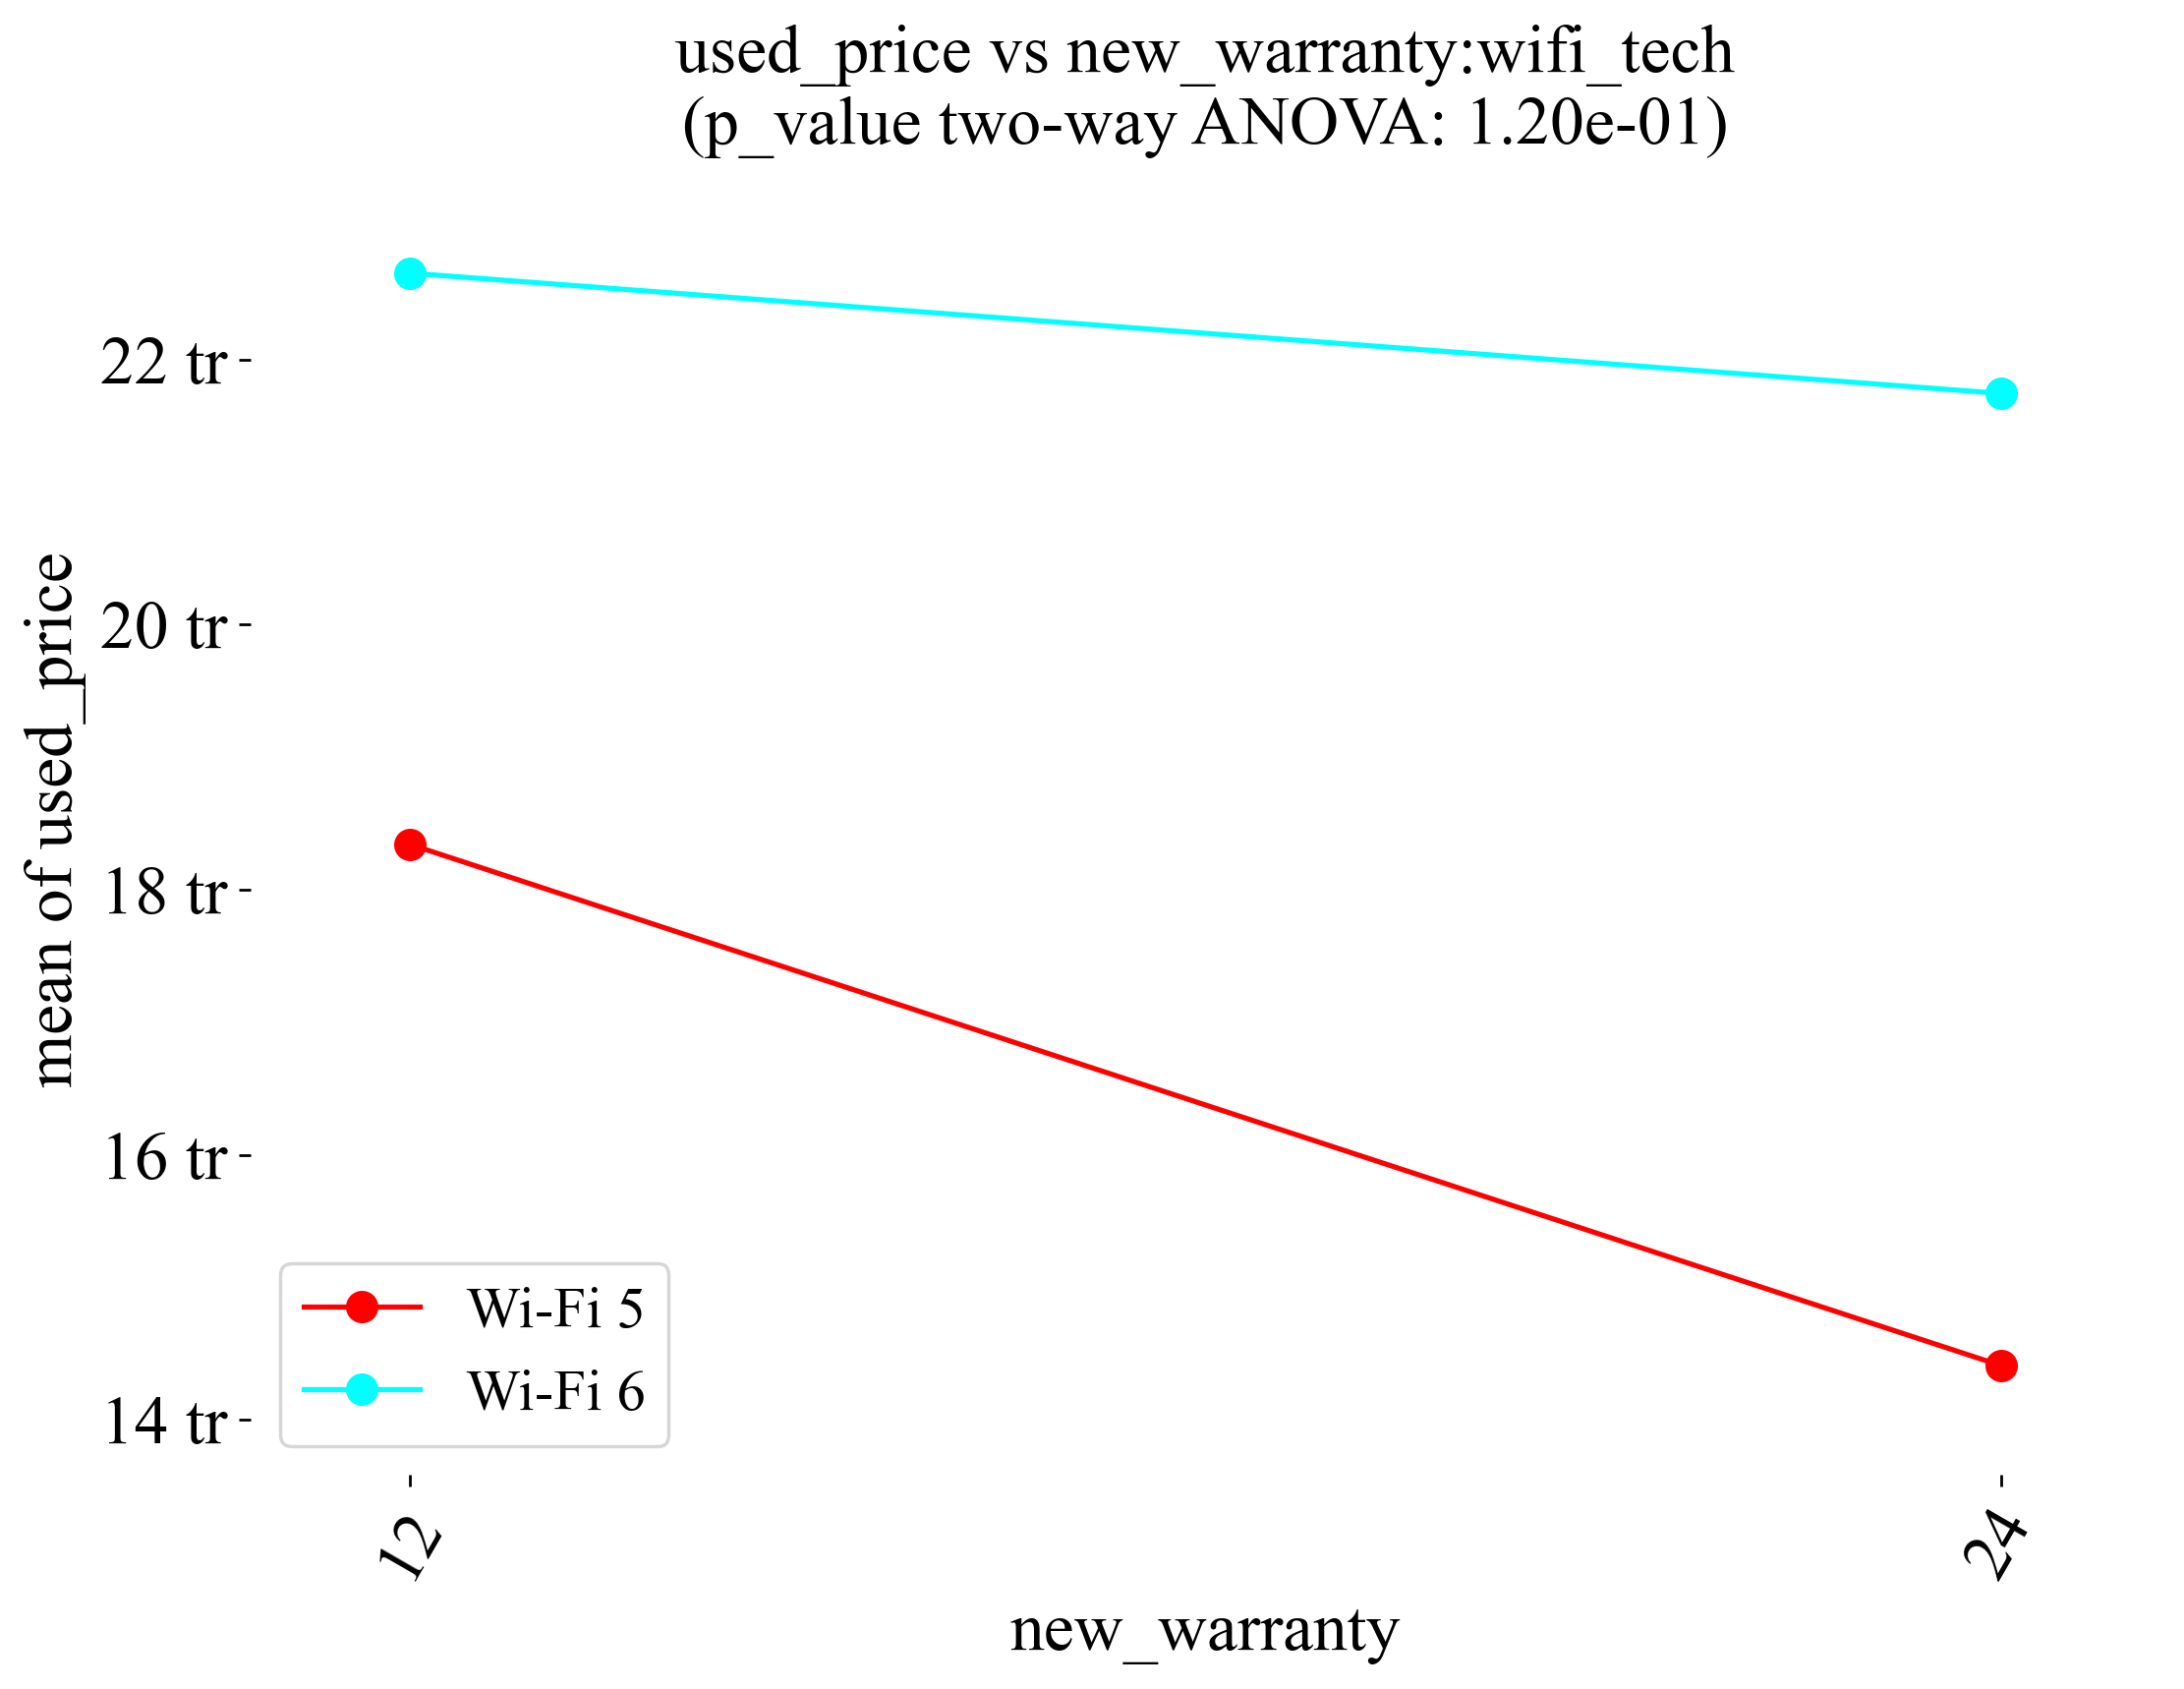 used_price vs new_warranty:wifi_tech
(p_value two-way ANOVA: 1.20e-01)
mean of used_price
22 tr
20 tr
18 tr
16 tr
14 tr
Wi-Fi 5
Wi-Fi 6
12
24
new_warranty